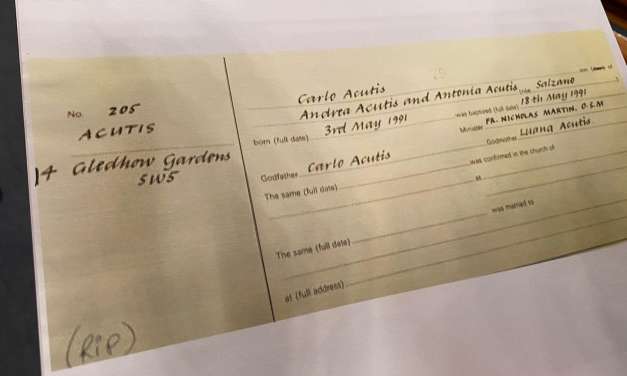 No. 205
ACUTIS
14 Gledhow Gardens
SW5
(RiP)
Carlo Acutis
Andrea Acutis and Antonia Acutis Salzano
born (full date) 3rd May 1991 was baptised (full date) 18th May 1991
Minister FR. NICHOLAS MARTIN. O.S.M
Godfather Carlo Acutis Godmother Luana Acutis
The same (full date) was confirmed in the church of
at
The same (full date) was married to
at (full address)